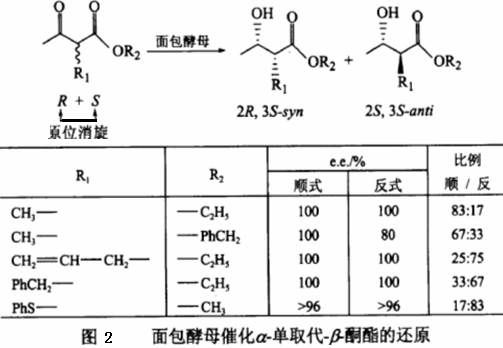 O O
OR₂
R₁
面包酵母
OH O
OR₂
R₁
+
OH O
OR₂
R₁
R + S
原位消旋
2R, 3S-syn
2S, 3S-anti
R₁ R₂ e.e./% 比例
顺式 反式 顺 / 反
CH₃— —C₂H₅ 100 100 83:17
CH₃— —PhCH₂ 100 80 67:33
CH₂=CH—CH₂— —C₂H₅ 100 100 25:75
PhCH₂— —C₂H₅ 100 100 33:67
PhS— —CH₃ >96 >96 17:83
图 2 面包酵母催化α-单取代-β-酮酯的还原